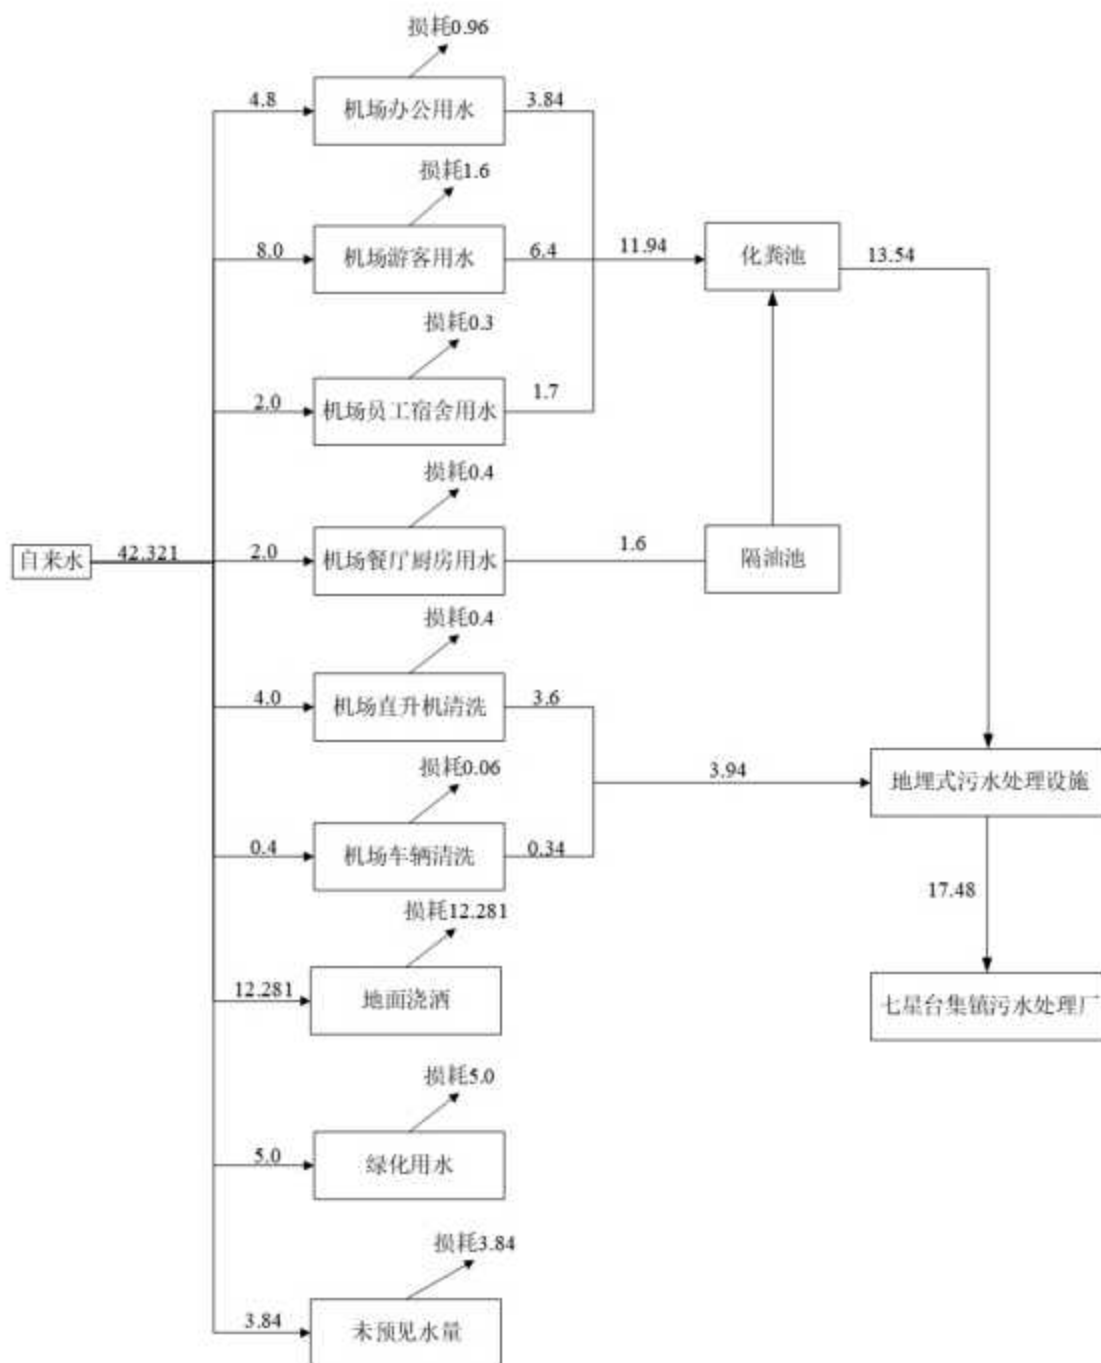 损耗0.96
4.8
机场办公用水
3.84
损耗1.6
8.0
机场游客用水
6.4
11.94
化粪池
13.54
损耗0.3
2.0
机场员工宿舍用水
1.7
损耗0.4
自来水
42.321
2.0
机场餐厅厨房用水
1.6
隔油池
损耗0.4
4.0
机场直升机清洗
3.6
损耗0.06
3.94
地埋式污水处理设施
0.4
机场车辆清洗
0.34
17.48
损耗12.281
12.281
地面浇洒
七星台集镇污水处理厂
损耗5.0
5.0
绿化用水
损耗3.84
3.84
未预见水量